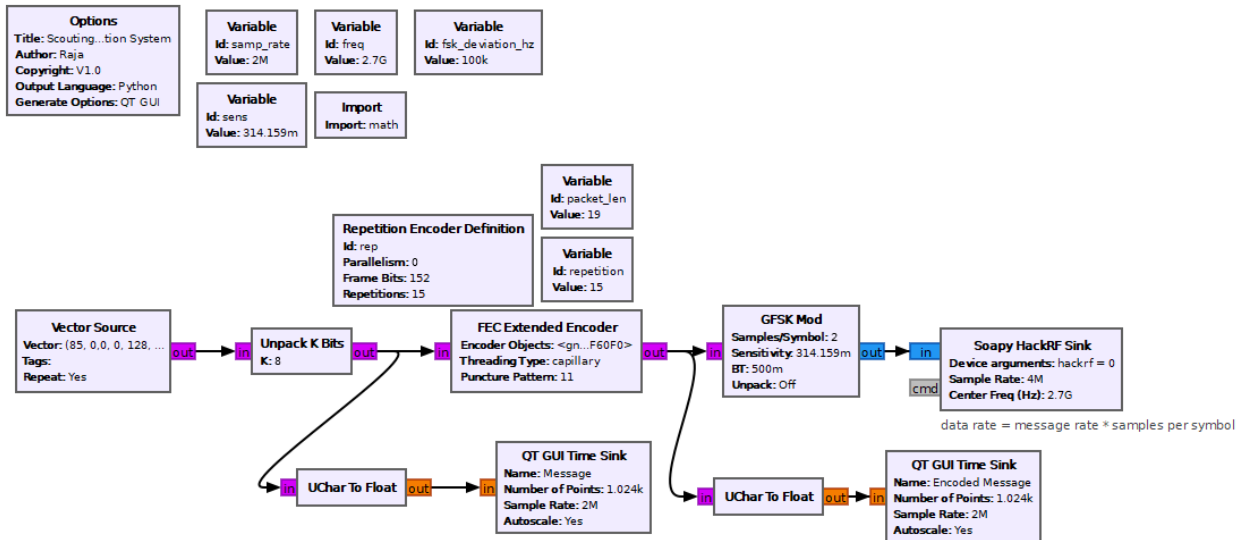 Options
Title: Scouting...tion System
Author: Raja
Copyright: V1.0
Output Language: Python
Generate Options: QT GUI
Variable
Id: samp_rate
Value: 2M
Variable
Id: freq
Value: 2.7G
Variable
Id: fsk_deviation_hz
Value: 100k
Variable
Id: sens
Value: 314.159m
Import
Import: math
Variable
Id: packet_len
Value: 19
Repetition Encoder Definition
Id: rep
Parallelism: 0
Frame Bits: 152
Repetitions: 15
Variable
Id: repetition
Value: 15
Vector Source
Vector: (85, 0,0, 0, 128, ...
Tags:
Repeat: Yes
out
in
Unpack K Bits
K: 8
out
in
FEC Extended Encoder
Encoder Objects: <gn...F60F0>
Threading Type: capillary
Puncture Pattern: 11
out
in
GFSK Mod
Samples/Symbol: 2
Sensitivity: 314.159m
BT: 500m
Unpack: Off
out
in
cmd
Soapy HackRF Sink
Device arguments: hackrf = 0
Sample Rate: 4M
Center Freq (Hz): 2.7G
data rate = message rate * samples per symbol
in
UChar To Float
out
in
QT GUI Time Sink
Name: Message
Number of Points: 1.024k
Sample Rate: 2M
Autoscale: Yes
in
UChar To Float
out
in
QT GUI Time Sink
Name: Encoded Message
Number of Points: 1.024k
Sample Rate: 2M
Autoscale: Yes